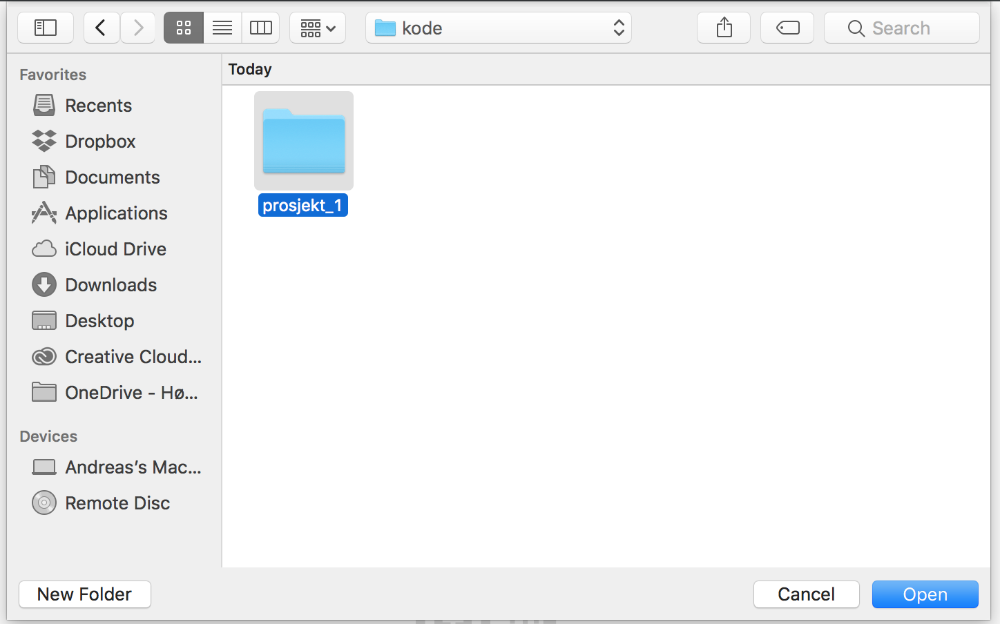 kode
Search
Favorites
Recents
Dropbox
Documents
Applications
iCloud Drive
Downloads
Desktop
Creative Cloud...
OneDrive - Hø...
Devices
Andreas’s Mac...
Remote Disc
Today
prosjekt_1
New Folder
Cancel
Open